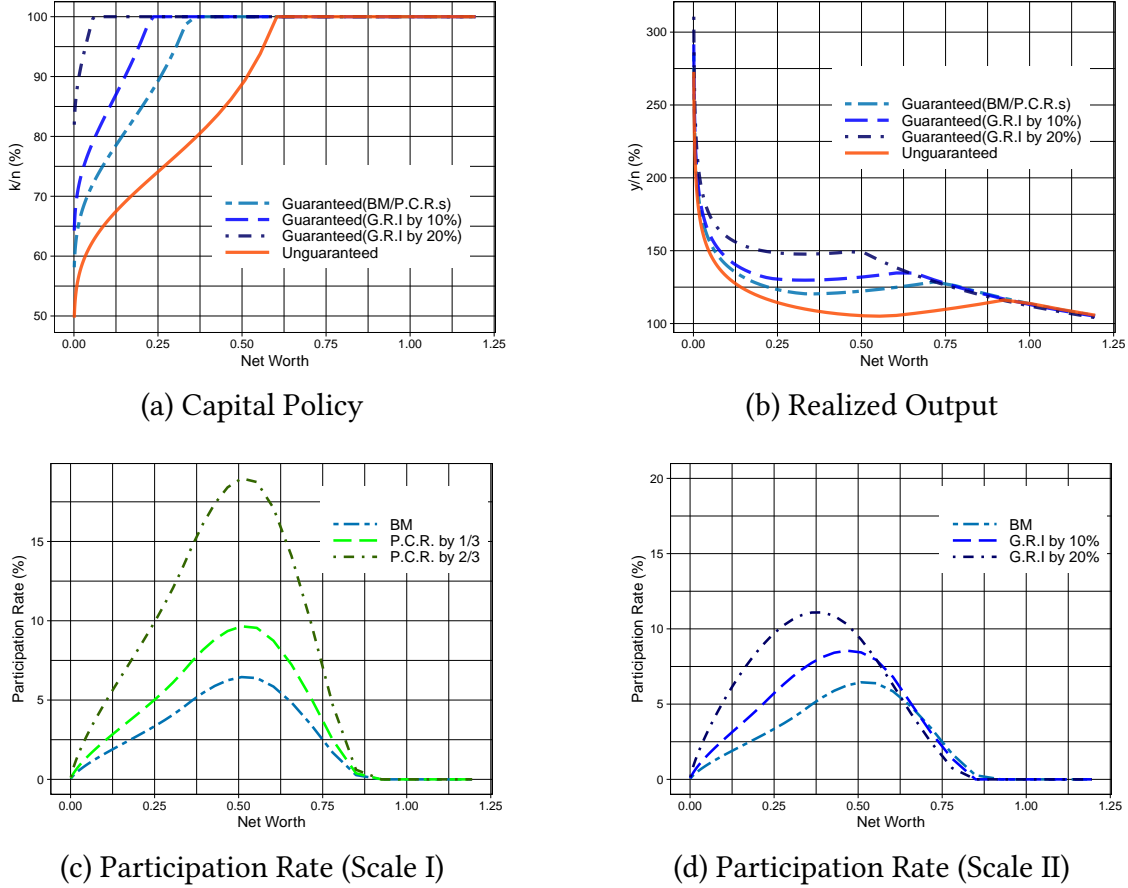 100
90
80
70
60
50
k/n (%)
Guaranteed(BM/P.C.R.s)
Guaranteed(G.R.I by 10%)
Guaranteed(G.R.I by 20%)
Unguaranteed
0.00 0.25 0.50 0.75 1.00 1.25
Net Worth
(a) Capital Policy
300
250
200
150
100
y/n (%)
Guaranteed(BM/P.C.R.s)
Guaranteed(G.R.I by 10%)
Guaranteed(G.R.I by 20%)
Unguaranteed
0.00 0.25 0.50 0.75 1.00 1.25
Net Worth
(b) Realized Output
15
10
5
0
Participation Rate (%)
BM
P.C.R. by 1/3
P.C.R. by 2/3
0.00 0.25 0.50 0.75 1.00 1.25
Net Worth
(c) Participation Rate (Scale I)
20
15
10
5
0
Participation Rate (%)
BM
G.R.I by 10%
G.R.I by 20%
0.00 0.25 0.50 0.75 1.00 1.25
Net Worth
(d) Participation Rate (Scale II)